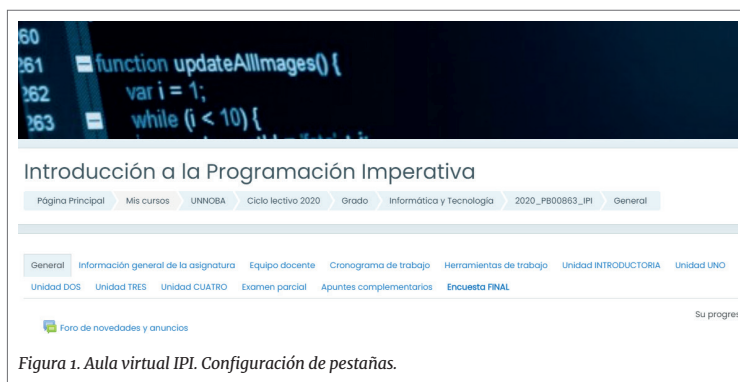 260
261 function updateAllImages() {
262 var i = 1;
263 while (i < 10) {
Introducción a la Programación Imperativa
Página Principal Mis cursos UNNOBA Ciclo lectivo 2020 Grado Informática y Tecnología 2020_PB00863_IPI General
General Información general de la asignatura Equipo docente Cronograma de trabajo Herramientas de trabajo Unidad INTRODUCTORIA Unidad UNO
Unidad DOS Unidad TRES Unidad CUATRO Examen parcial Apuntes complementarios Encuesta FINAL
Su progres
Foro de novedades y anuncios
Figura 1. Aula virtual IPI. Configuración de pestañas.